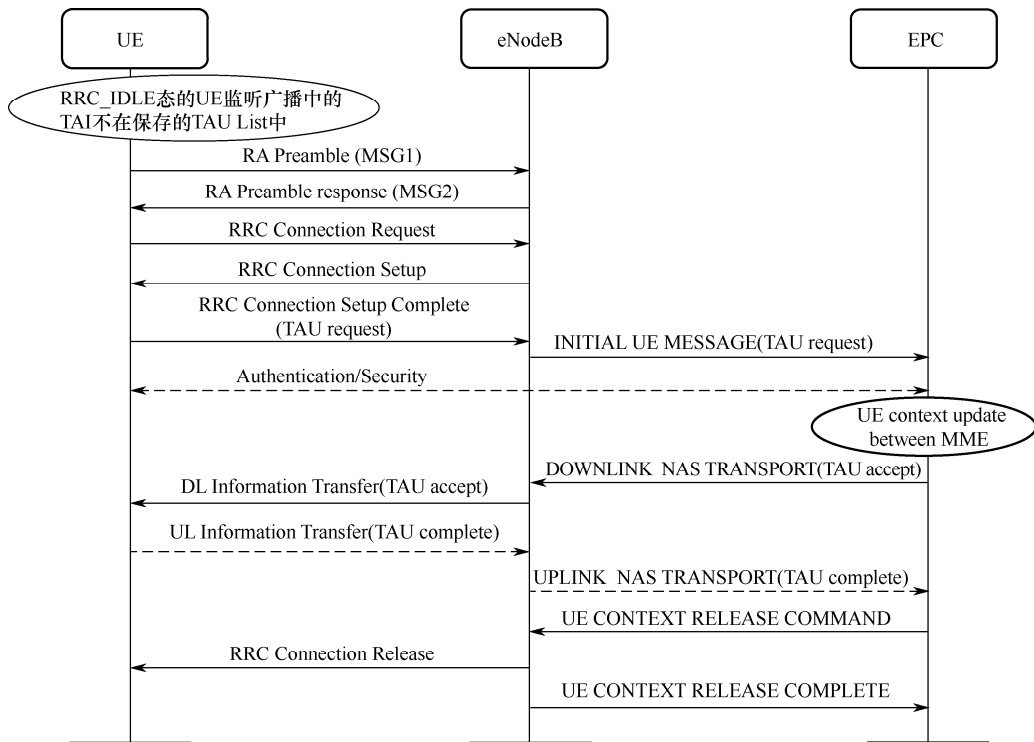 UE
eNodeB
EPC
RRC_IDLE态的UE监听广播中的
TAI不在保存的TAU List中
RA Preamble (MSG1)
RA Preamble response (MSG2)
RRC Connection Request
RRC Connection Setup
RRC Connection Setup Complete
(TAU request)
INITIAL UE MESSAGE(TAU request)
Authentication/Security
UE context update
between MME
DOWNLINK NAS TRANSPORT(TAU accept)
DL Information Transfer(TAU accept)
UL Information Transfer(TAU complete)
UPLINK NAS TRANSPORT(TAU complete)
UE CONTEXT RELEASE COMMAND
RRC Connection Release
UE CONTEXT RELEASE COMPLETE